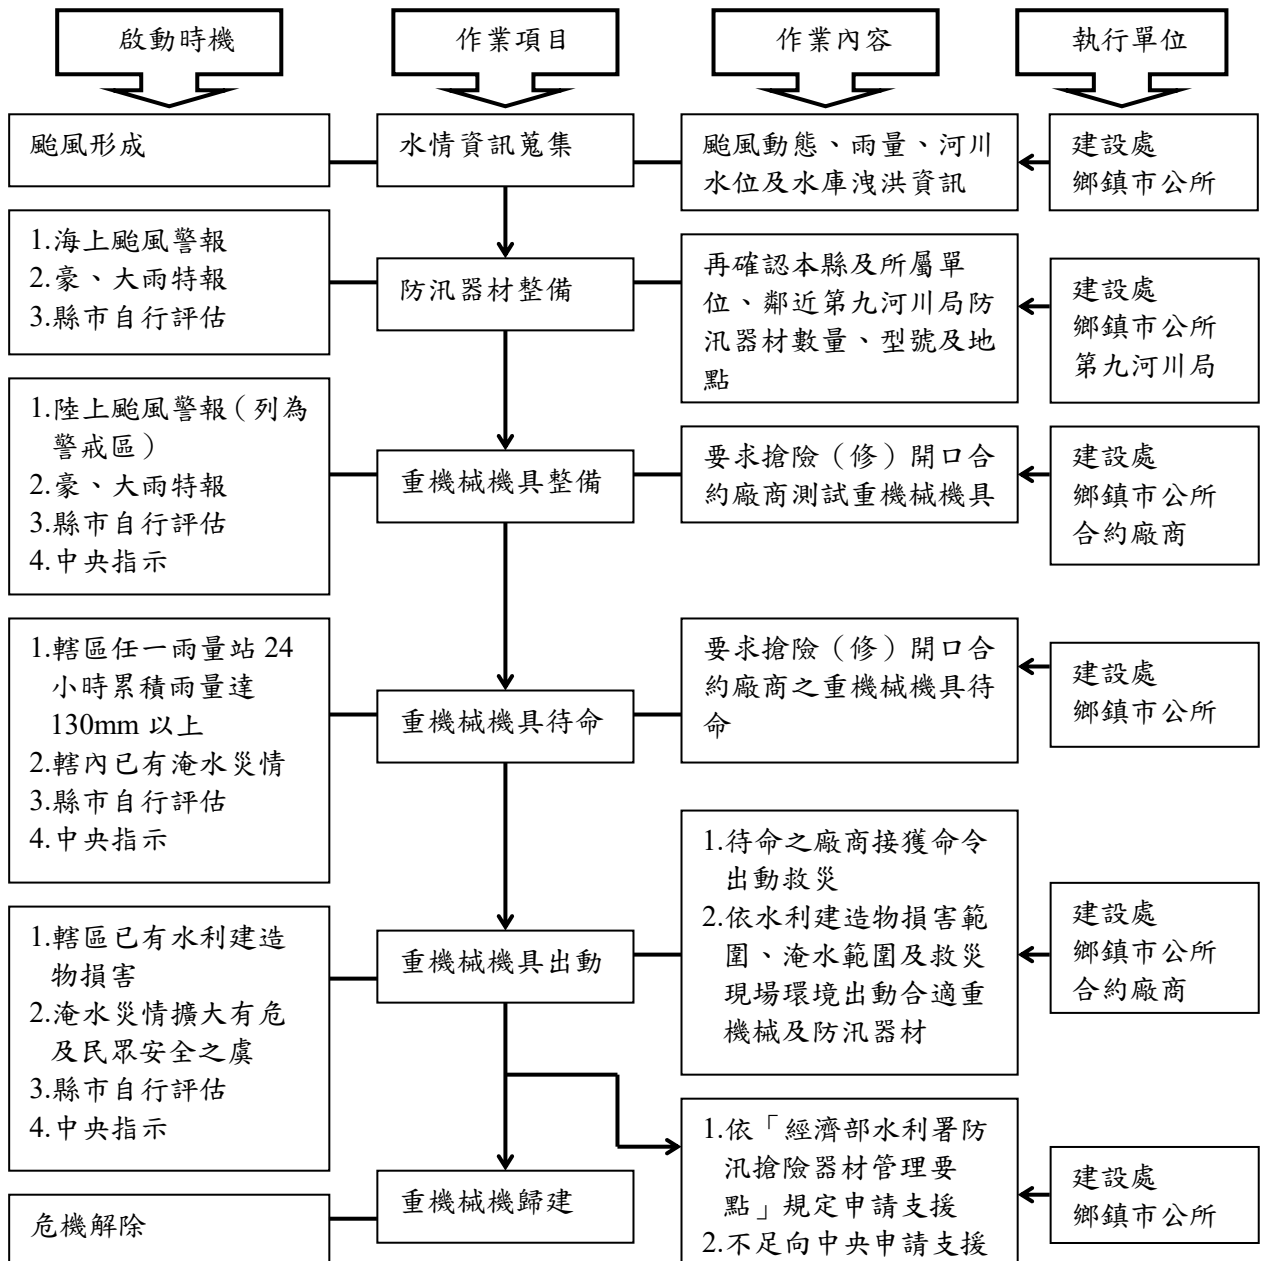 啟動時機
作業項目
作業內容
執行單位
颱風形成
水情資訊蒐集
颱風動態、雨量、河川
水位及水庫洩洪資訊
建設處
鄉鎮市公所
1.海上颱風警報
2.豪、大雨特報
3.縣市自行評估
防汛器材整備
再確認本縣及所屬單
位、鄰近第九河川局防
汛器材數量、型號及地
點
建設處
鄉鎮市公所
第九河川局
1.陸上颱風警報（列為
警戒區）
2.豪、大雨特報
3.縣市自行評估
4.中央指示
重機械機具整備
要求搶險（修）開口合
約廠商測試重機械機具
建設處
鄉鎮市公所
合約廠商
1.轄區任一雨量站 24
小時累積雨量達
130mm 以上
2.轄內已有淹水災情
3.縣市自行評估
4.中央指示
重機械機具待命
要求搶險（修）開口合
約廠商之重機械機具待
命
建設處
鄉鎮市公所
1.轄區已有水利建造
物損害
2.淹水災情擴大有危
及民眾安全之虞
3.縣市自行評估
4.中央指示
重機械機具出動
1.待命之廠商接獲命令
出動救災
2.依水利建造物損害範
圍、淹水範圍及救災
現場環境出動合適重
機械及防汛器材
建設處
鄉鎮市公所
合約廠商
1.依「經濟部水利署防
汛搶險器材管理要
點」規定申請支援
2.不足向中央申請支援
建設處
鄉鎮市公所
危機解除
重機械機歸建